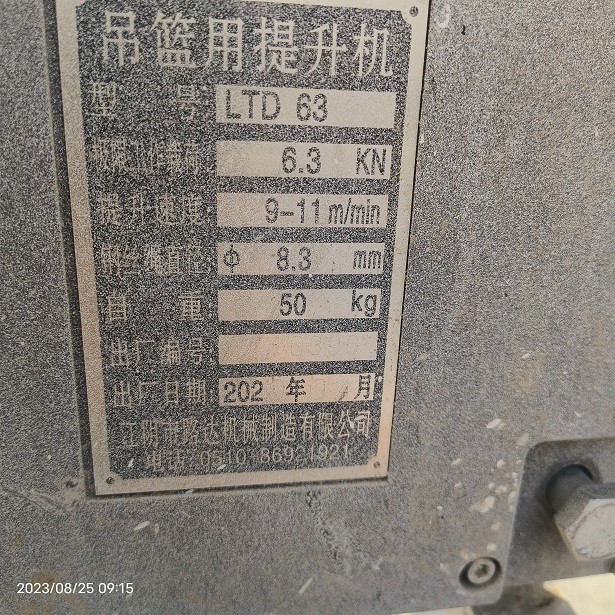 吊篮用提升机
型 号 LTD 63
额定工作载荷 6.3 KN
提升速度 9-11 m/min
钢丝绳直径 ф 8.3 mm
自 重 50 kg
出厂编号
出厂日期 202 年 月
江阴市路达机械制造有限公司
电话 0510 86921921
2023/08/25 09:15